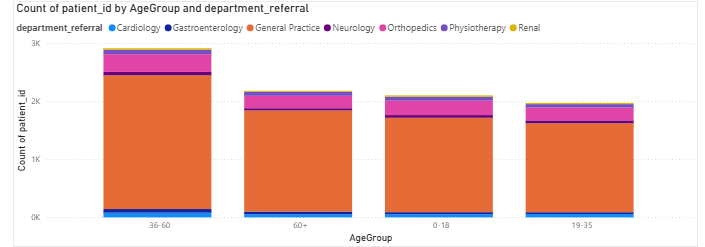 Count of patient_id by AgeGroup and department_referral
department_referral Cardiology Gastroenterology General Practice Neurology Orthopedics Physiotherapy Renal
3K
2K
1K
0K
Count of patient_id
36-60 60+ 0-18 19-35
AgeGroup